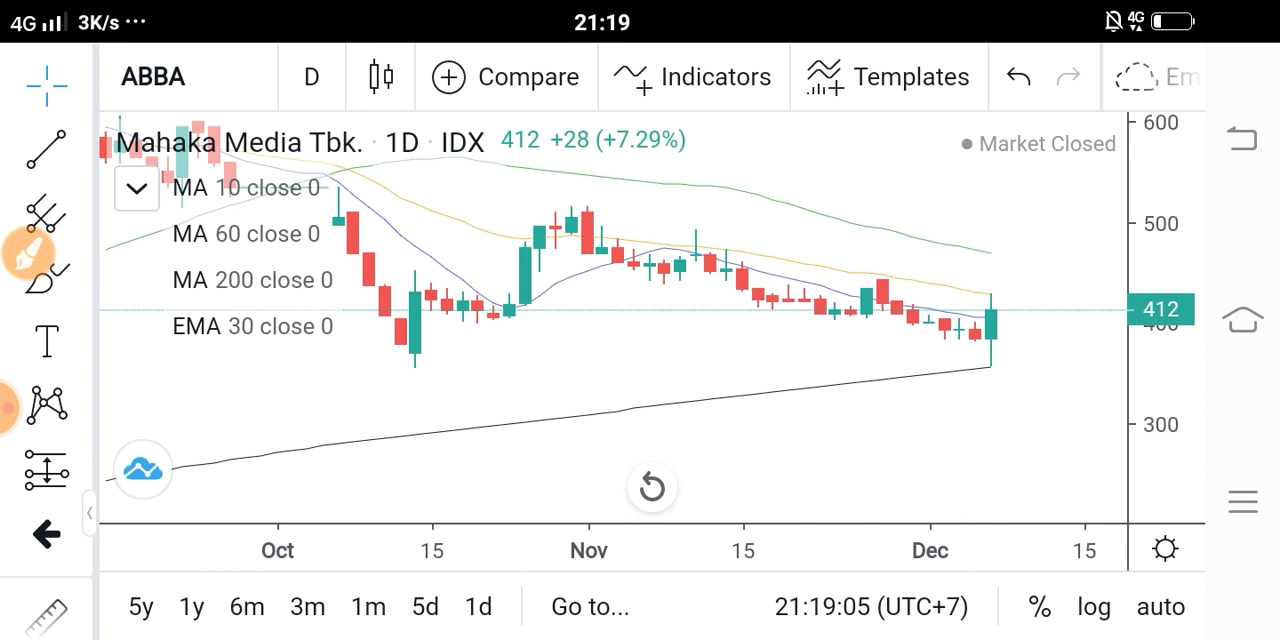 4G 3K/s ··· 21:19 4G
ABBA D Compare Indicators Templates Em
Mahaka Media Tbk. · 1D · IDX 412 +28 (+7.29%) Market Closed
MA 10 close 0
MA 60 close 0
MA 200 close 0
EMA 30 close 0
600
500
412
400
300
Oct 15 Nov 15 Dec 15
5y 1y 6m 3m 1m 5d 1d Go to... 21:19:05 (UTC+7) % log auto